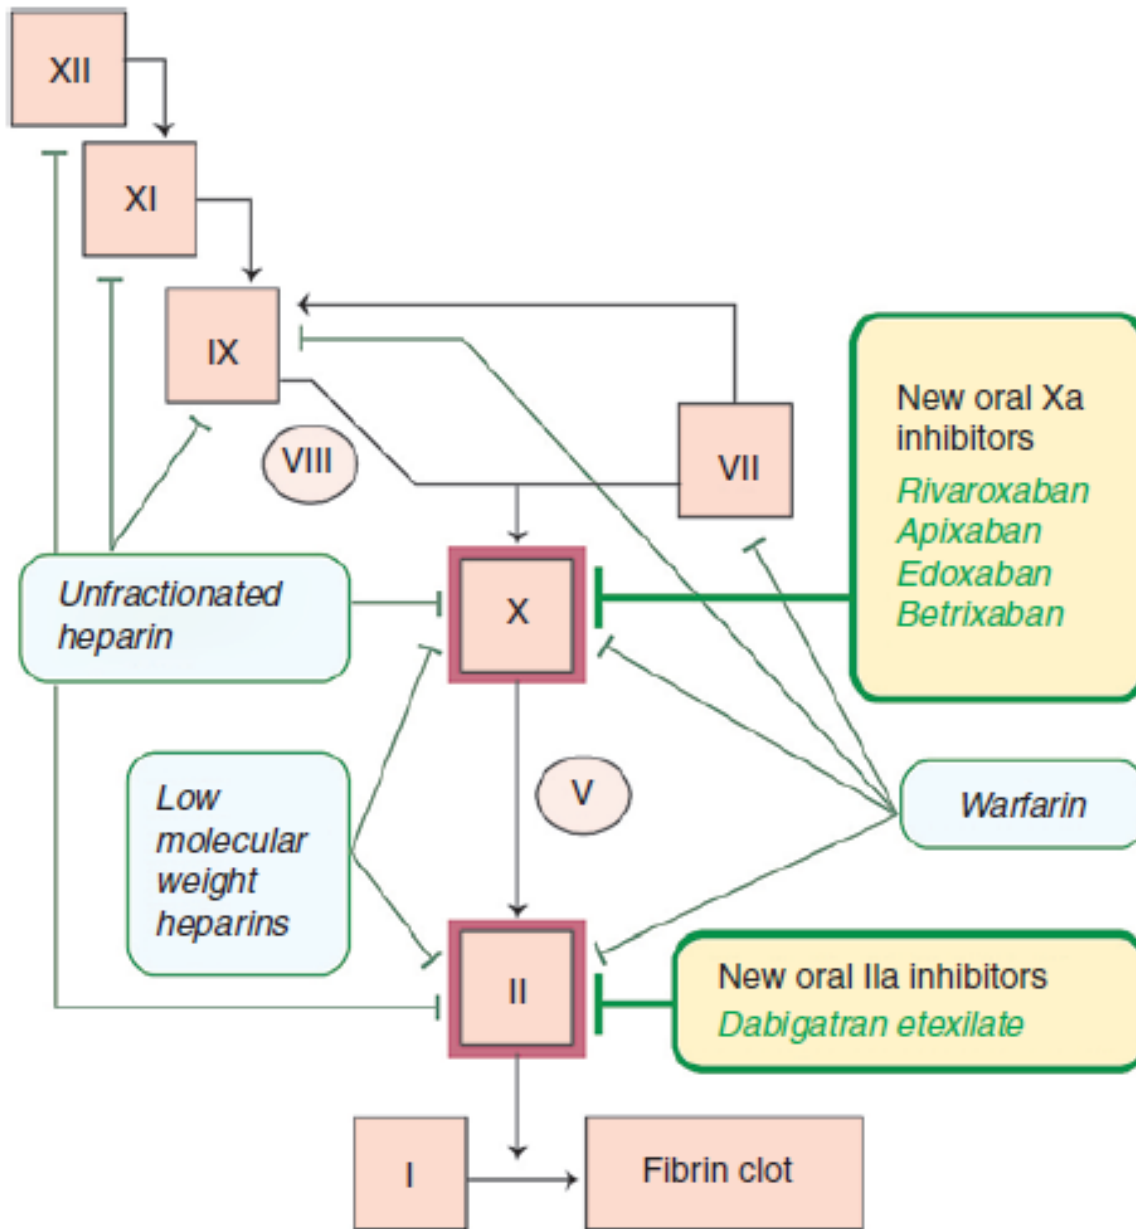 XII
XI
IX
VIII
VII
New oral Xa
inhibitors
Rivaroxaban
Apixaban
Edoxaban
Betrixaban
Unfractionated
heparin
X
Low
molecular
weight
heparins
V
Warfarin
II
New oral IIa inhibitors
Dabigatran etexilate
I
Fibrin clot